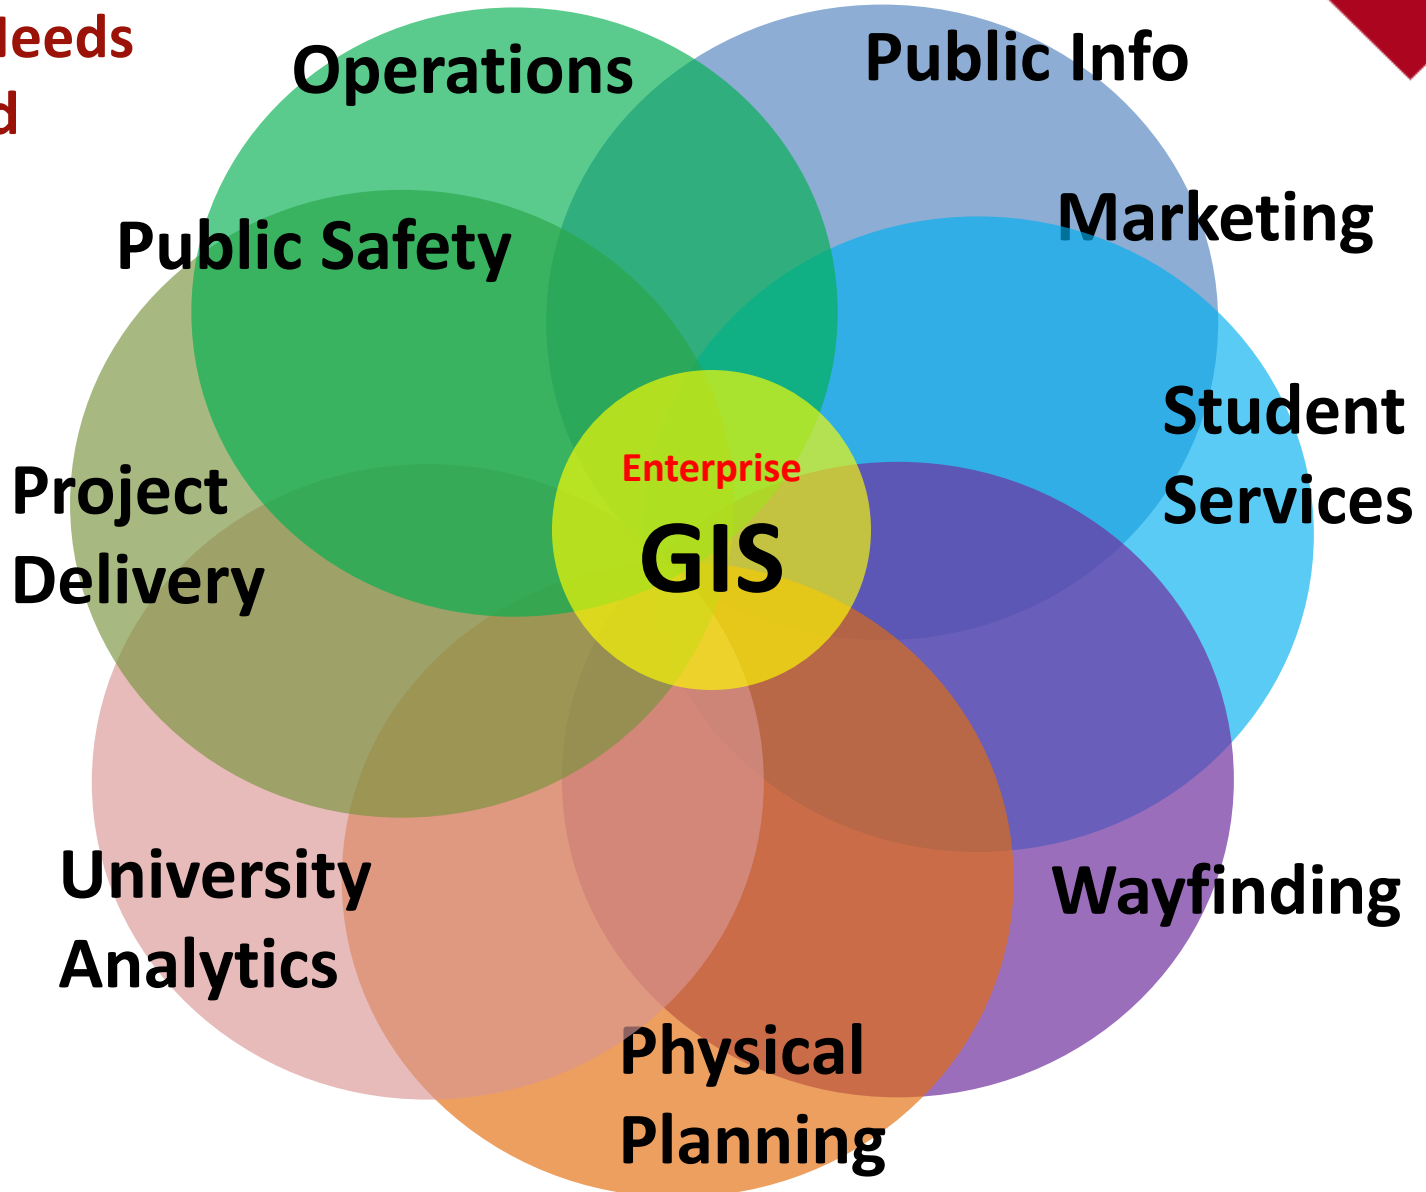 Operations
Public Info
Public Safety
Marketing
Student
Services
Project
Delivery
Enterprise
GIS
University
Analytics
Wayfinding
Physical
Planning